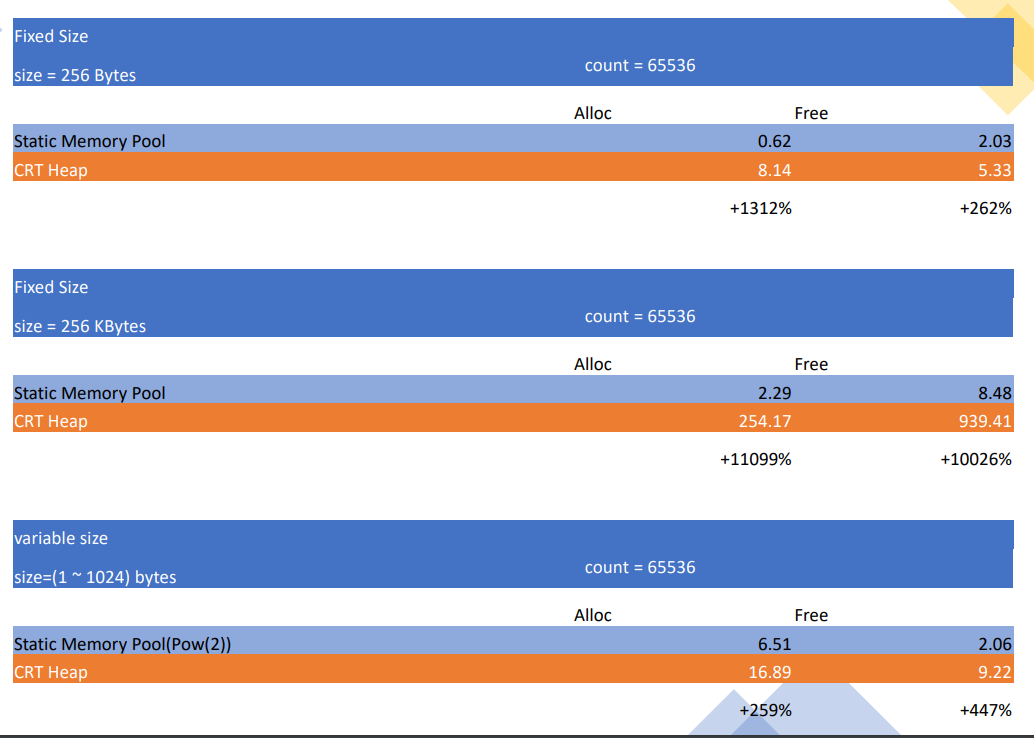 Fixed Size
size = 256 Bytes
count = 65536
Alloc Free
Static Memory Pool 0.62 2.03
CRT Heap 8.14 5.33
+1312% +262%
Fixed Size
size = 256 KBytes
count = 65536
Alloc Free
Static Memory Pool 2.29 8.48
CRT Heap 254.17 939.41
+11099% +10026%
variable size
size=(1 ~ 1024) bytes
count = 65536
Alloc Free
Static Memory Pool(Pow(2)) 6.51 2.06
CRT Heap 16.89 9.22
+259% +447%